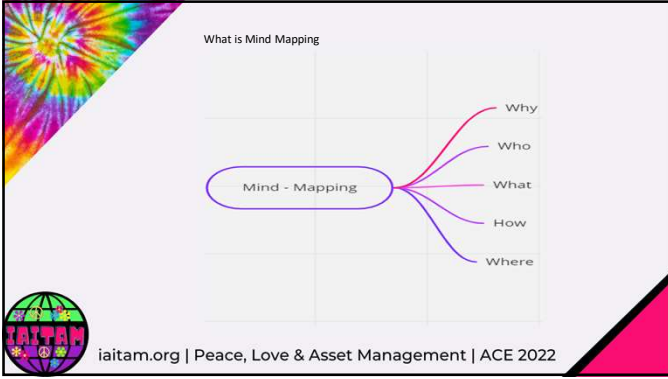 What is Mind Mapping
Why
Who
Mind - Mapping
What
How
Where
IAITAM
iaitam.org | Peace, Love & Asset Management | ACE 2022